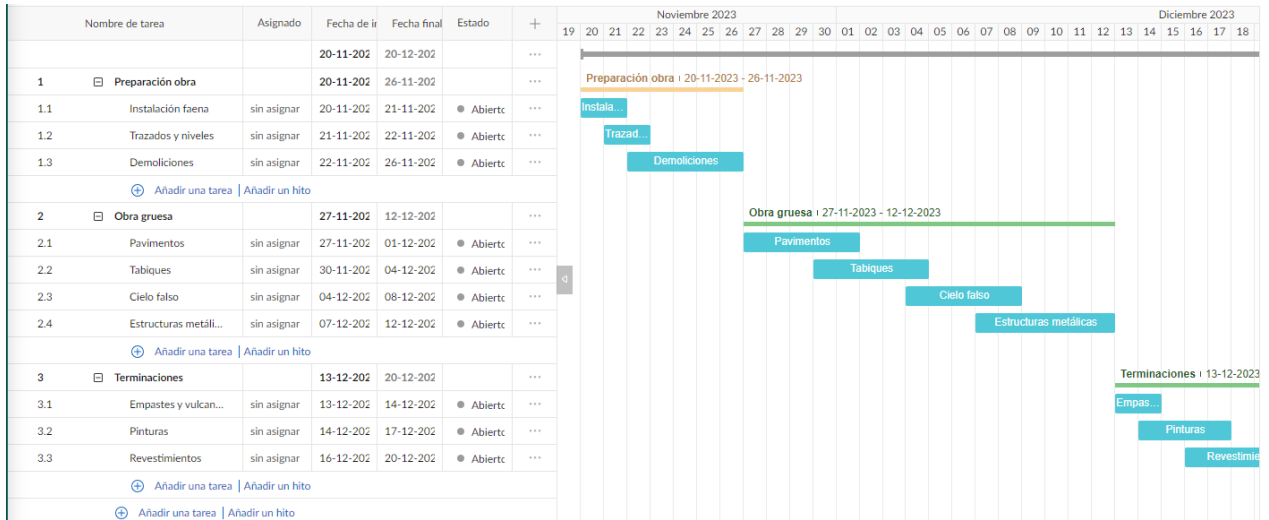 Nombre de tarea Asignado Fecha de i Fecha final Estado +
Noviembre 2023 Diciembre 2023
19 20 21 22 23 24 25 26 27 28 29 30 01 02 03 04 05 06 07 08 09 10 11 12 13 14 15 16 17 18
20-11-202 20-12-202 ...
1 Preparación obra 20-11-202 26-11-202 ... Preparación obra 20-11-2023 - 26-11-2023
1.1 Instalación faena sin asignar 20-11-202 21-11-202 Abierto ... Instala...
1.2 Trazados y niveles sin asignar 21-11-202 22-11-202 Abierto ... Trazad...
1.3 Demoliciones sin asignar 22-11-202 26-11-202 Abierto ... Demoliciones
Añadir una tarea | Añadir un hito
2 Obra gruesa 27-11-202 12-12-202 ... Obra gruesa 27-11-2023 - 12-12-2023
2.1 Pavimentos sin asignar 27-11-202 01-12-202 Abierto ... Pavimentos
2.2 Tabiques sin asignar 30-11-202 04-12-202 Abierto ... Tabiques
2.3 Cielo falso sin asignar 04-12-202 08-12-202 Abierto ... Cielo falso
2.4 Estructuras metáli... sin asignar 07-12-202 12-12-202 Abierto ... Estructuras metálicas
Añadir una tarea | Añadir un hito
3 Terminaciones 13-12-202 20-12-202 ... Terminaciones 13-12-2023
3.1 Empastes y vulcan... sin asignar 13-12-202 14-12-202 Abierto ... Empas...
3.2 Pinturas sin asignar 14-12-202 17-12-202 Abierto ... Pinturas
3.3 Revestimientos sin asignar 16-12-202 20-12-202 Abierto ... Revestimie
Añadir una tarea | Añadir un hito
Añadir una tarea | Añadir un hito